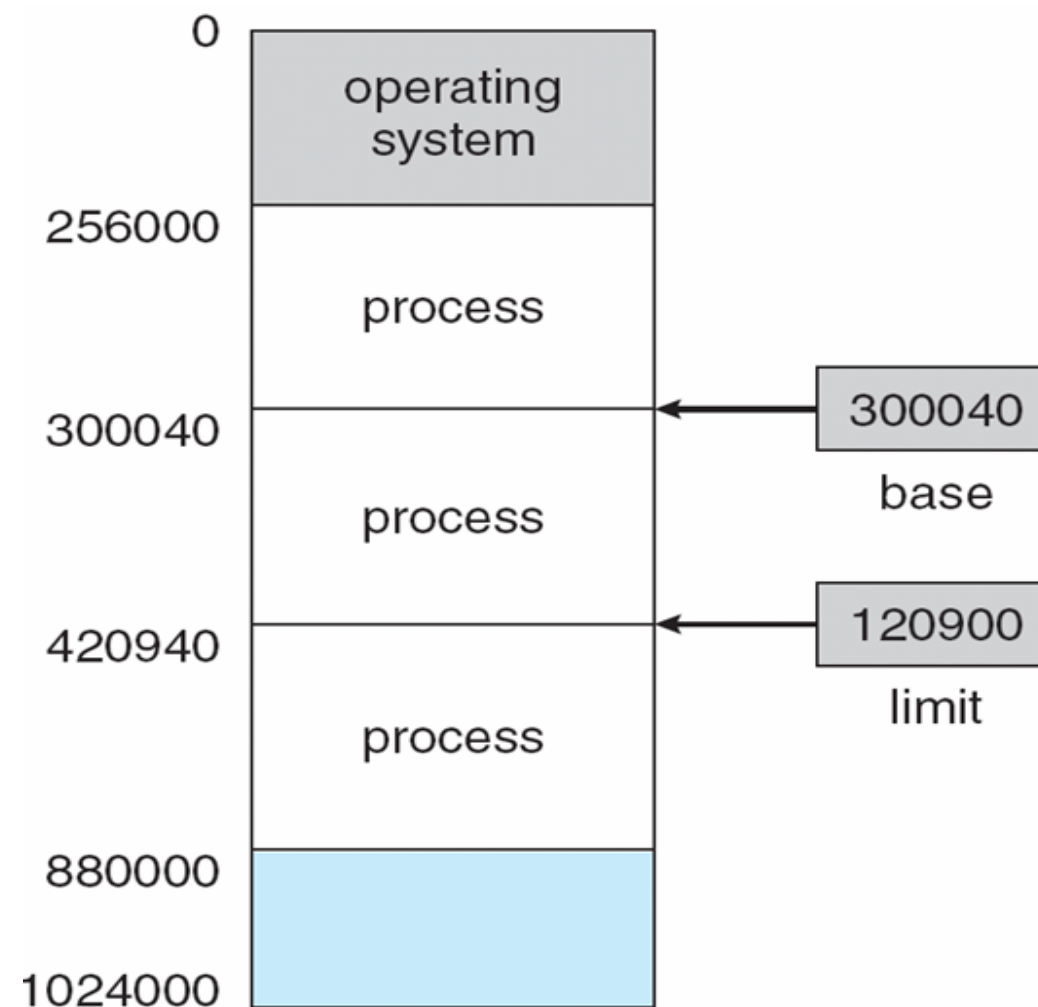 0
operating
system
256000
process
300040
300040
base
process
420940
120900
limit
process
880000
1024000